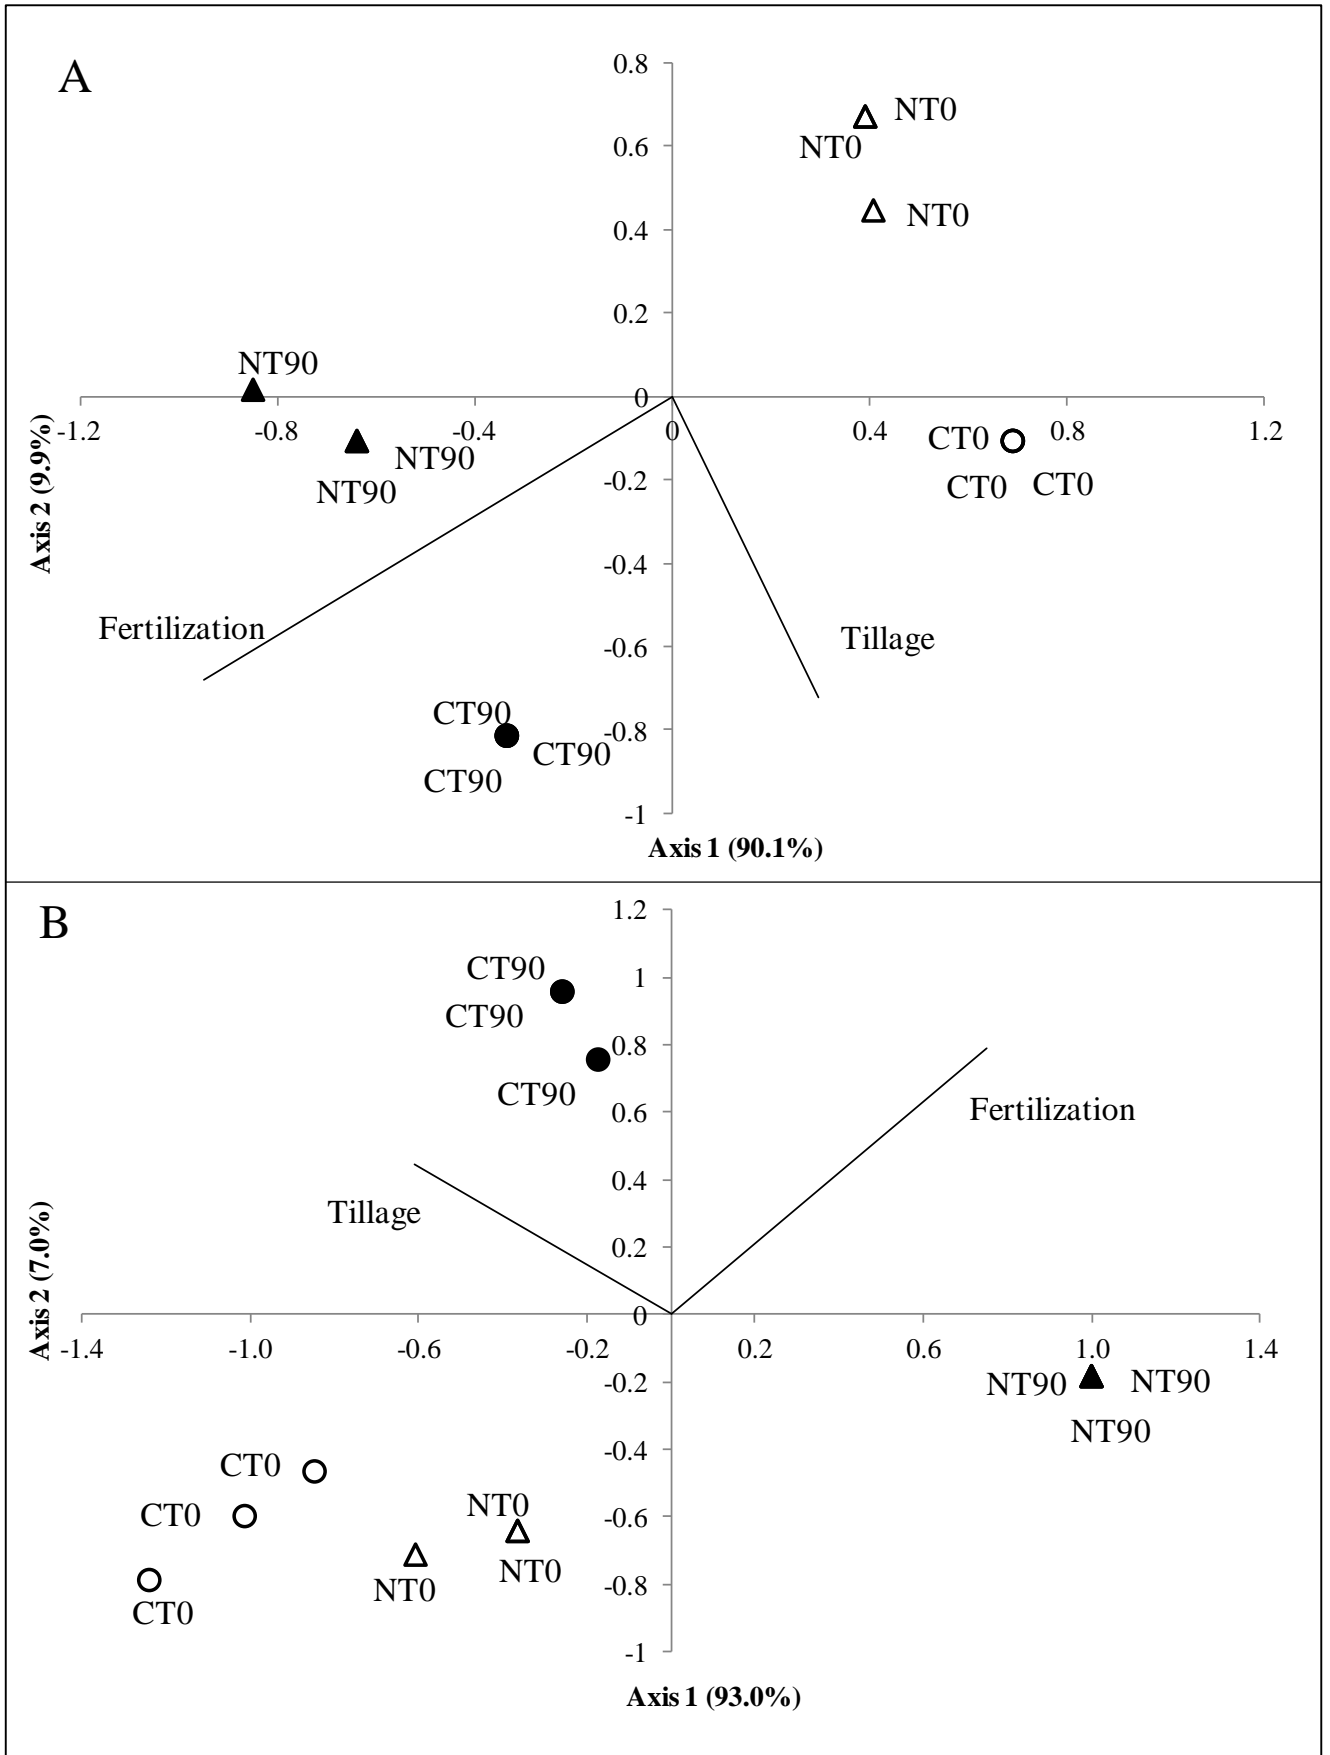 A
0.8
NT0
NT0
0.6
NT0
0.4
0.2
NT90
0
-1.2
-0.8
-0.4
0
0.4
0.8
1.2
CT0
NT90
NT90
-0.2
CT0
CT0
Axis 2 (9.9%)
-0.4
Fertilization
-0.6
Tillage
CT90
-0.8
CT90
CT90
-1
Axis 1 (90.1%)
B
1.2
CT90
1
CT90
0.8
CT90
0.6
Fertilization
0.4
Tillage
0.2
Axis 2 (7.0%)
0
-1.4
-1.0
-0.6
-0.2
0.2
0.6
1.0
1.4
-0.2
NT90
NT90
NT90
-0.4
CT0
NT0
CT0
-0.6
NT0
-0.8
NT0
CT0
-1
Axis 1 (93.0%)